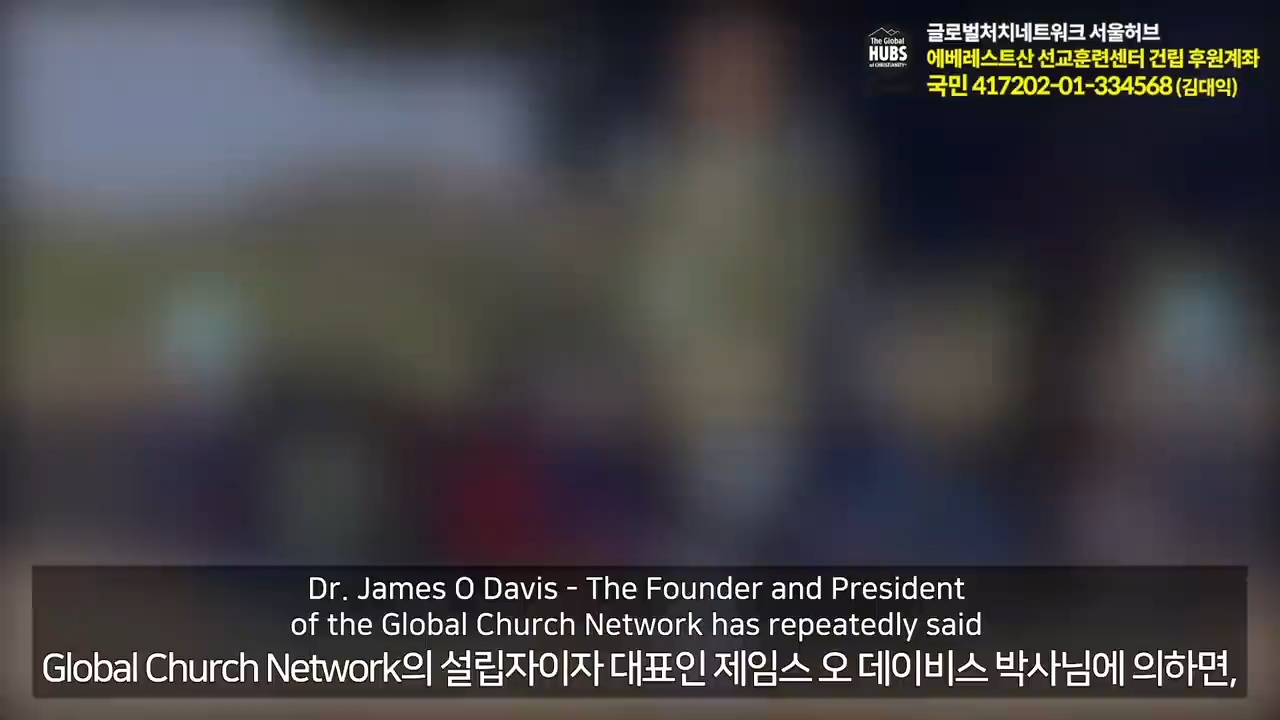 The Global
HUBS
of CHRISTIANITY
글로벌처치네트워크 서울허브
에베레스트산 선교훈련센터 건립 후원계좌
국민 417202-01-334568 (김대익)
Dr. James O Davis - The Founder and President
of the Global Church Network has repeatedly said
Global Church Network의 설립자이자 대표인 제임스 오 데이비스 박사님에 의하면,